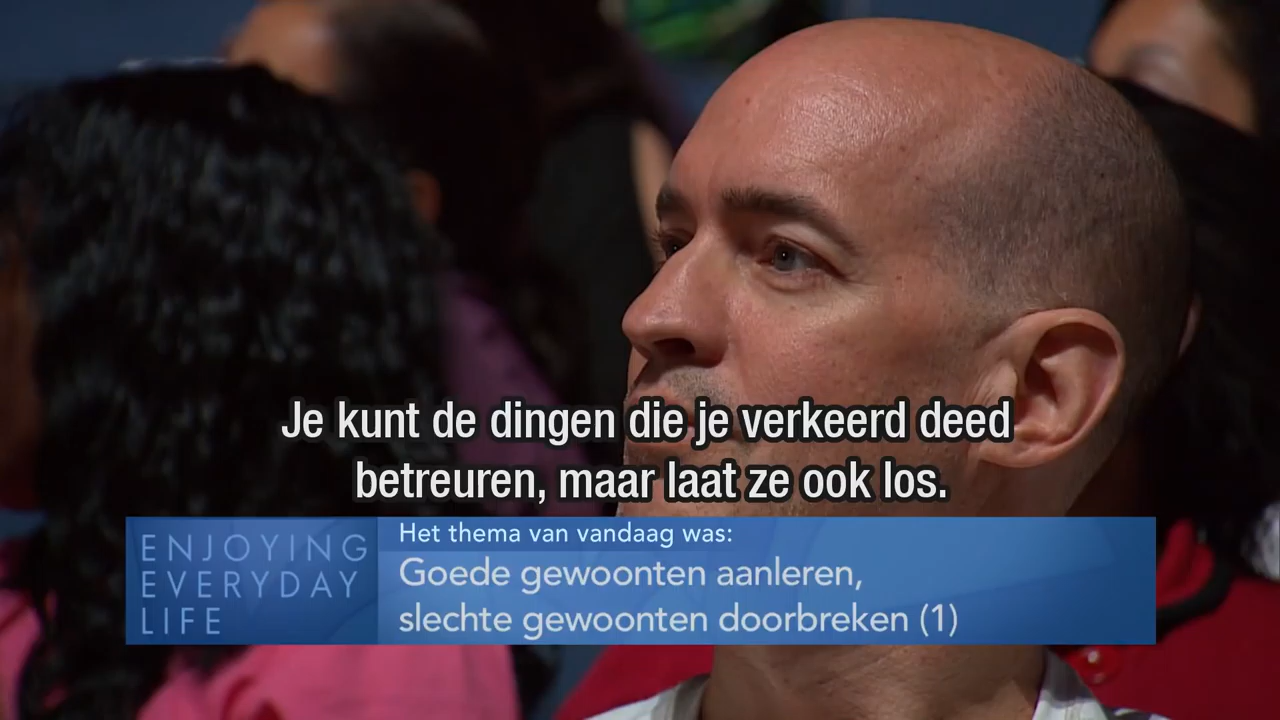 Je kunt de dingen die je verkeerd deed
betreuren, maar laat ze ook los.
ENJOYING
EVERYDAY
LIFE
Het thema van vandaag was:
Goede gewoonten aanleren,
slechte gewoonten doorbreken (1)